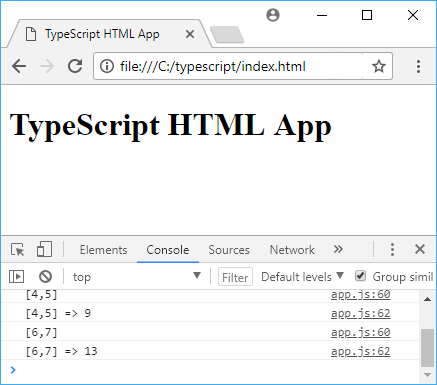 TypeScript HTML App
file:///C:/typescript/index.html
TypeScript HTML App
Elements Console Sources Network »
top Filter Default levels Group simil
[4,5] app.js:60
[4,5] => 9 app.js:62
[6,7] app.js:60
[6,7] => 13 app.js:62